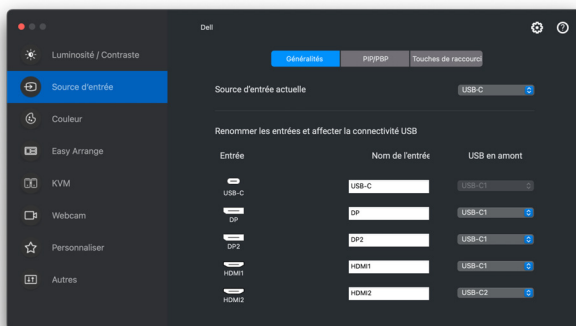 Dell
Luminosité / Contraste
Source d'entrée
Couleur
Easy Arrange
KVM
Webcam
Personnaliser
Autres
Généralités PIP/PBP Touches de raccourci
Source d'entrée actuelle USB-C
Renommer les entrées et affecter la connectivité USB
Entrée Nom de l'entrée USB en amont
USB-C USB-C USB-C1
DP DP USB-C1
DP2 DP2 USB-C1
HDMI1 HDMI1 USB-C1
HDMI2 HDMI2 USB-C2